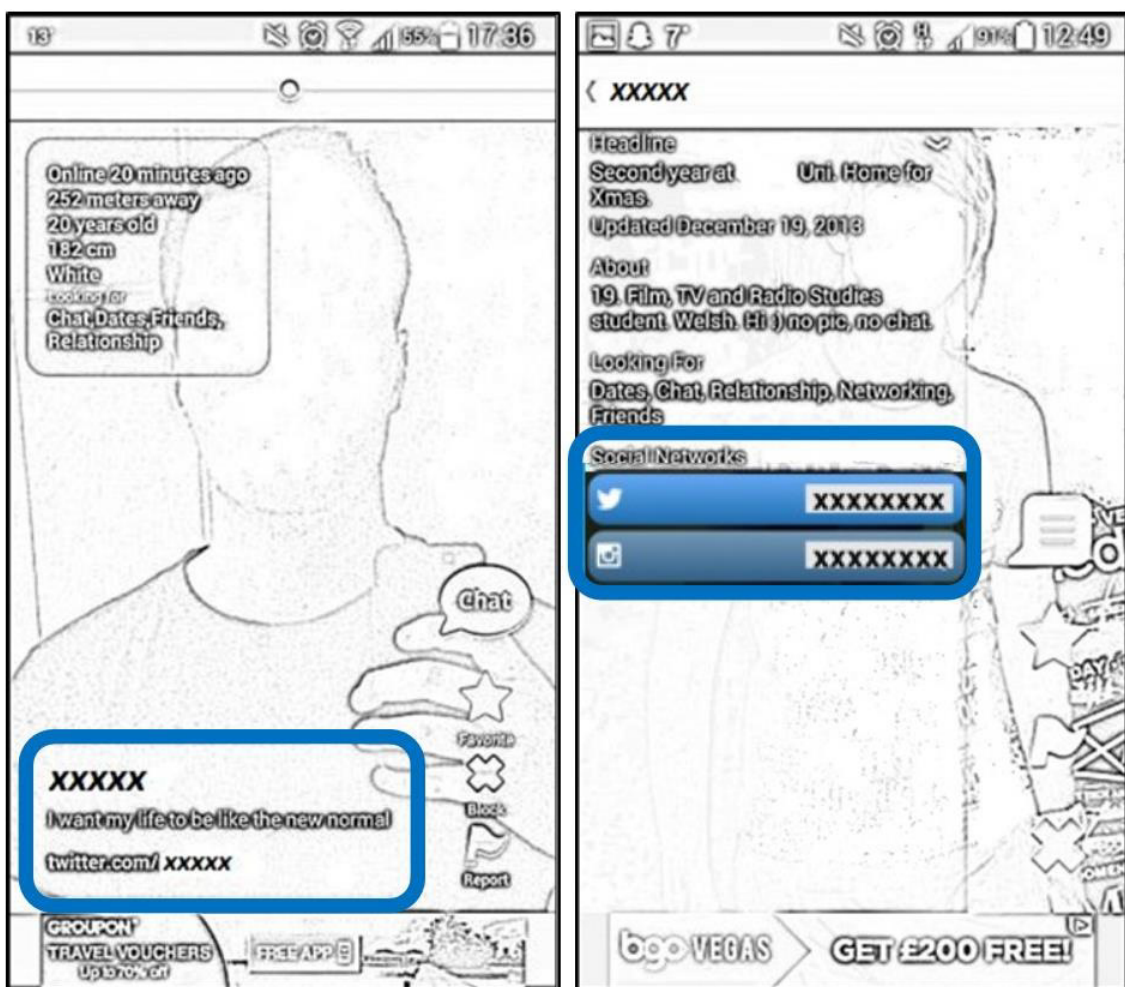 13°
55% 17:36
Online 20 minutes ago
252 meters away
20 years old
182 cm
White
Looking for
Chat, Dates, Friends,
Relationship
Chat
Favorite
Block
Report
XXXXX
I want my life to be like the new normal
twitter.com/ XXXXX
GROUPON
TRAVEL VOUCHERS
Up to 70% off
FREE APP
7° 91% 12:49
XXXXX
Headline
Second year at Uni. Home for
Xmas.
Updated December 19, 2013
About
19. Film, TV and Radio Studies
student. Welsh. Hi :) no pic, no chat.
Looking For
Dates, Chat, Relationship, Networking,
Friends
Social Networks
XXXXXXXX
XXXXXXXX
bgo VEGAS
GET £200 FREE!